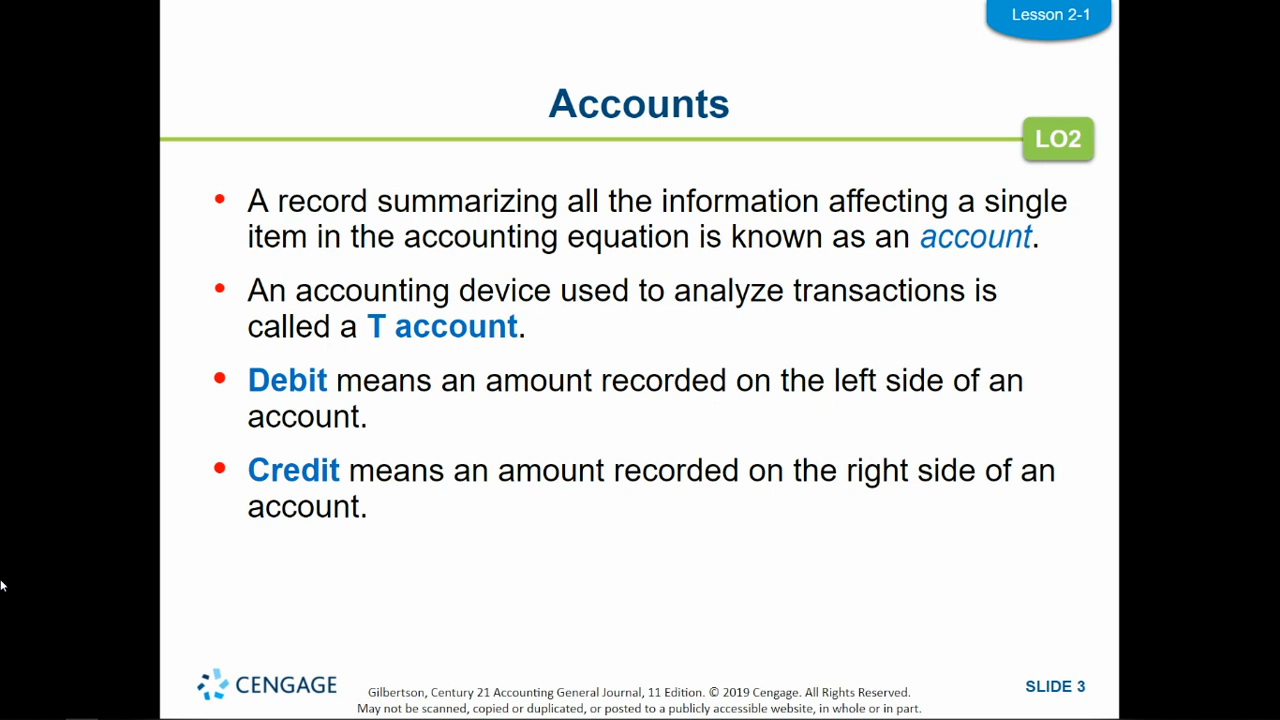 Lesson 2-1
Accounts
LO2
• A record summarizing all the information affecting a single
item in the accounting equation is known as an account.
• An accounting device used to analyze transactions is
called a T account.
• Debit means an amount recorded on the left side of an
account.
• Credit means an amount recorded on the right side of an
account.
CENGAGE
Gilbertson, Century 21 Accounting General Journal, 11 Edition. © 2019 Cengage. All Rights Reserved.
May not be scanned, copied or duplicated, or posted to a publicly accessible website, in whole or in part.
SLIDE 3